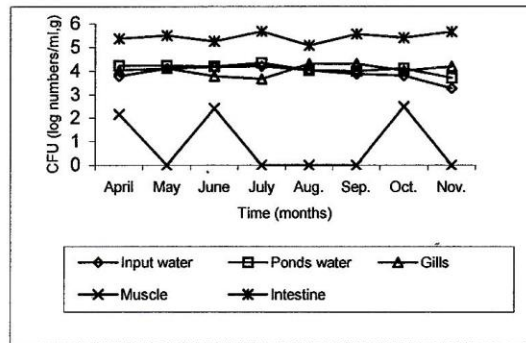 CFU (log numbers/ml,g)
6
5
4
3
2
1
0
April May June July Aug. Sep. Oct. Nov.
Time (months)
Input water Ponds water Gills
Muscle Intestine